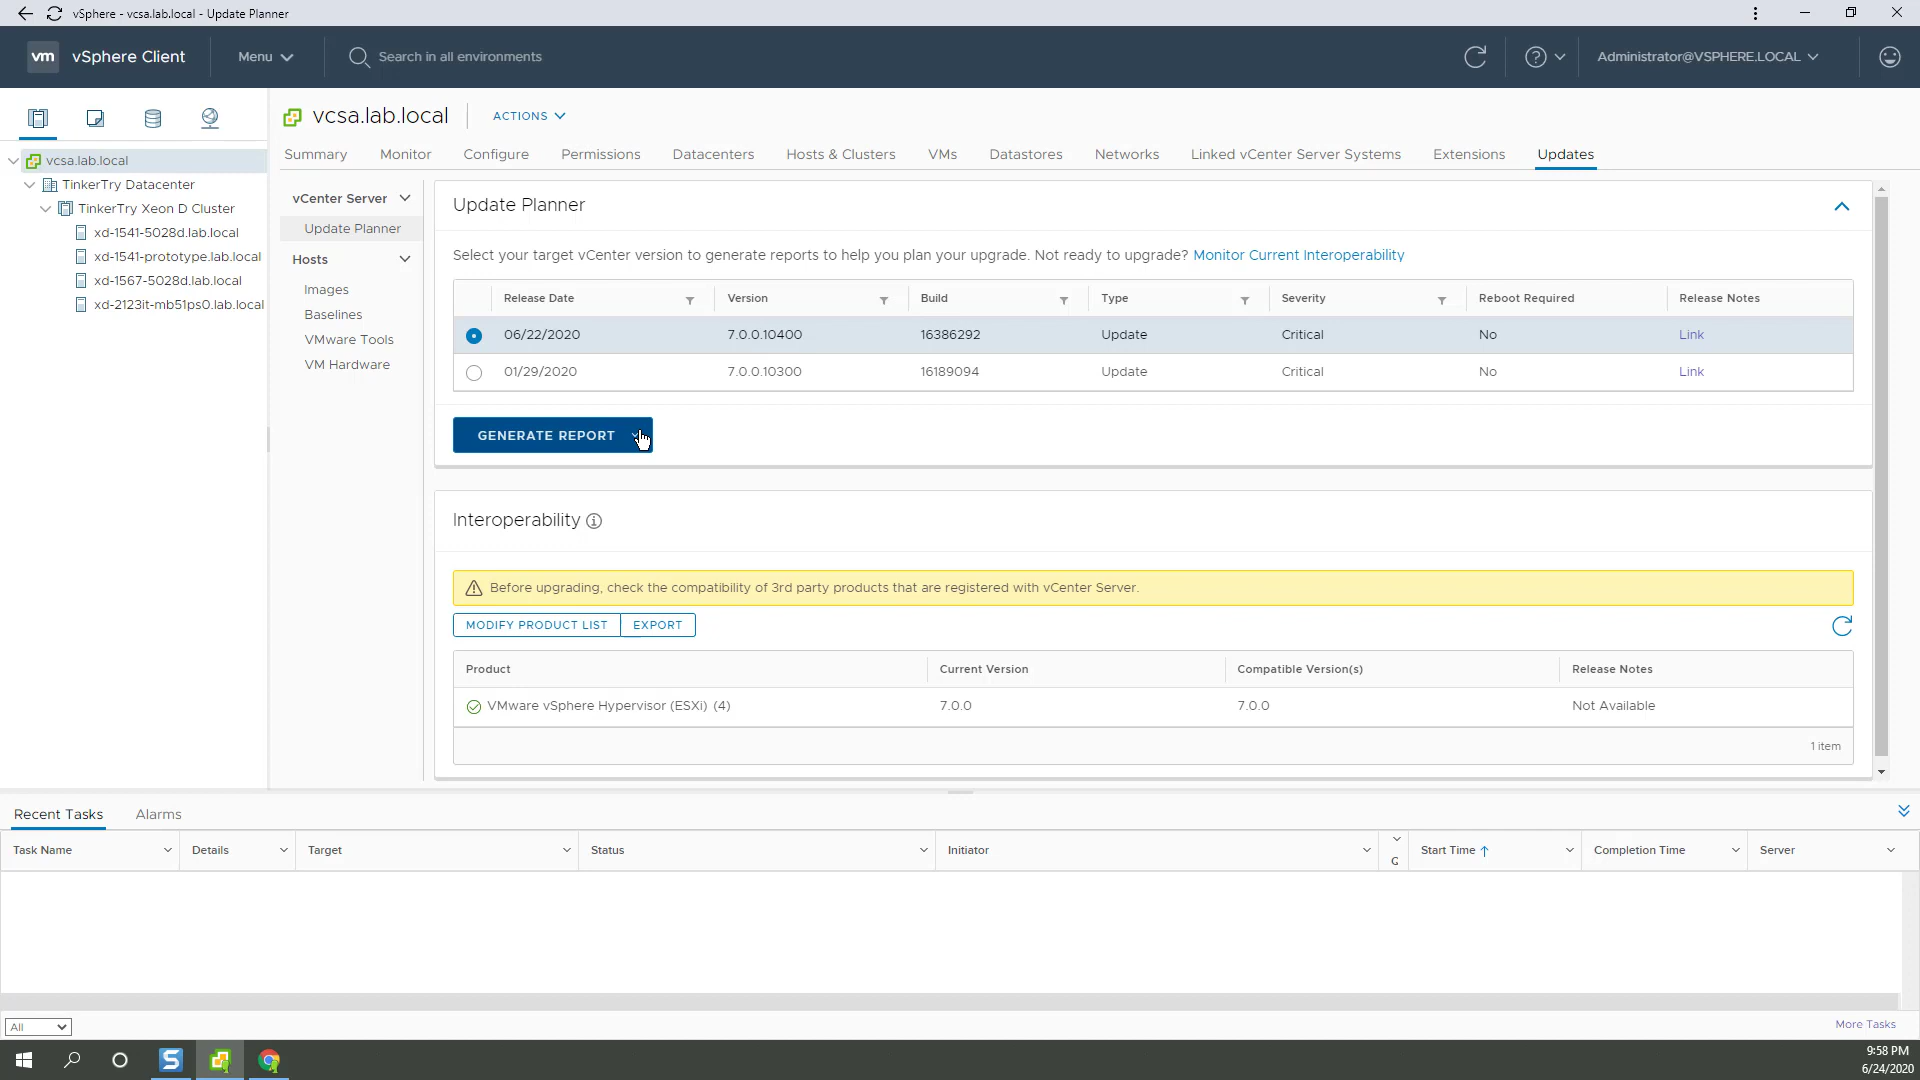 vSphere - vcsa.lab.local - Update Planner
vm vSphere Client Menu Search in all environments Administrator@VSPHERE.LOCAL
vcsa.lab.local ACTIONS
Summary Monitor Configure Permissions Datacenters Hosts & Clusters VMs Datastores Networks Linked vCenter Server Systems Extensions Updates
vcsa.lab.local
TinkerTry Datacenter
TinkerTry Xeon D Cluster
xd-1541-5028d.lab.local
xd-1541-prototype.lab.local
xd-1567-5028d.lab.local
xd-2123it-mb51ps0.lab.local
vCenter Server
Update Planner
Hosts
Images
Baselines
VMware Tools
VM Hardware
Update Planner
Select your target vCenter version to generate reports to help you plan your upgrade. Not ready to upgrade? Monitor Current Interoperability
Release Date Version Build Type Severity Reboot Required Release Notes
06/22/2020 7.0.0.10400 16386292 Update Critical No Link
01/29/2020 7.0.0.10300 16189094 Update Critical No Link
GENERATE REPORT
Interoperability
Before upgrading, check the compatibility of 3rd party products that are registered with vCenter Server.
MODIFY PRODUCT LIST EXPORT
Product Current Version Compatible Version(s) Release Notes
VMware vSphere Hypervisor (ESXi) (4) 7.0.0 7.0.0 Not Available
1 item
Recent Tasks Alarms
Task Name Details Target Status Initiator G Start Time Completion Time Server
All More Tasks
9:58 PM
6/24/2020